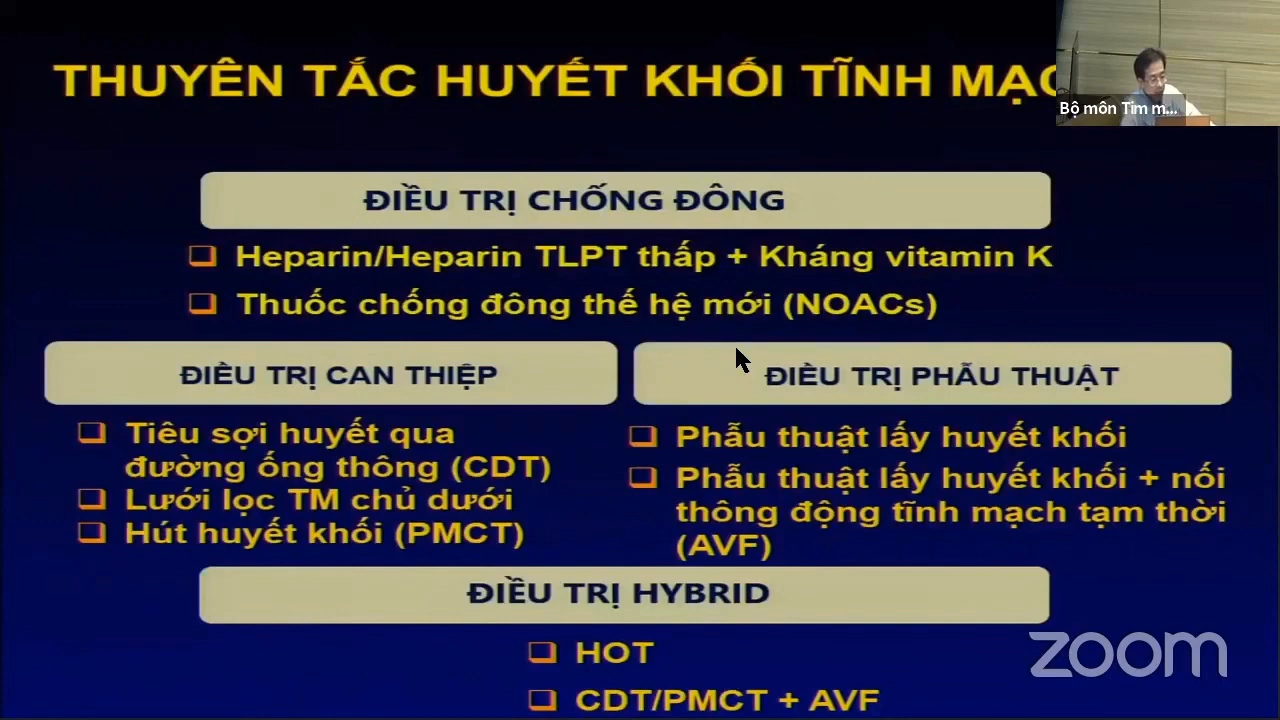 THUYÊN TẮC HUYẾT KHỐI TĨNH
Bộ môn Tim m...
ĐIỀU TRỊ CHỐNG ĐÔNG
Heparin/Heparin TLPT thấp + Kháng vitamin K
Thuốc chống đông thế hệ mới (NOACs)
ĐIỀU TRỊ CAN THIỆP
Tiêu sợi huyết qua
đường ống thông (CDT)
Lưới lọc TM chủ dưới
Hút huyết khối (PMCT)
ĐIỀU TRỊ PHẪU THUẬT
Phẫu thuật lấy huyết khối
Phẫu thuật lấy huyết khối + nối
thông động tĩnh mạch tạm thời
(AVF)
ĐIỀU TRỊ HYBRID
HOT
CDT/PMCT + AVF
zoom